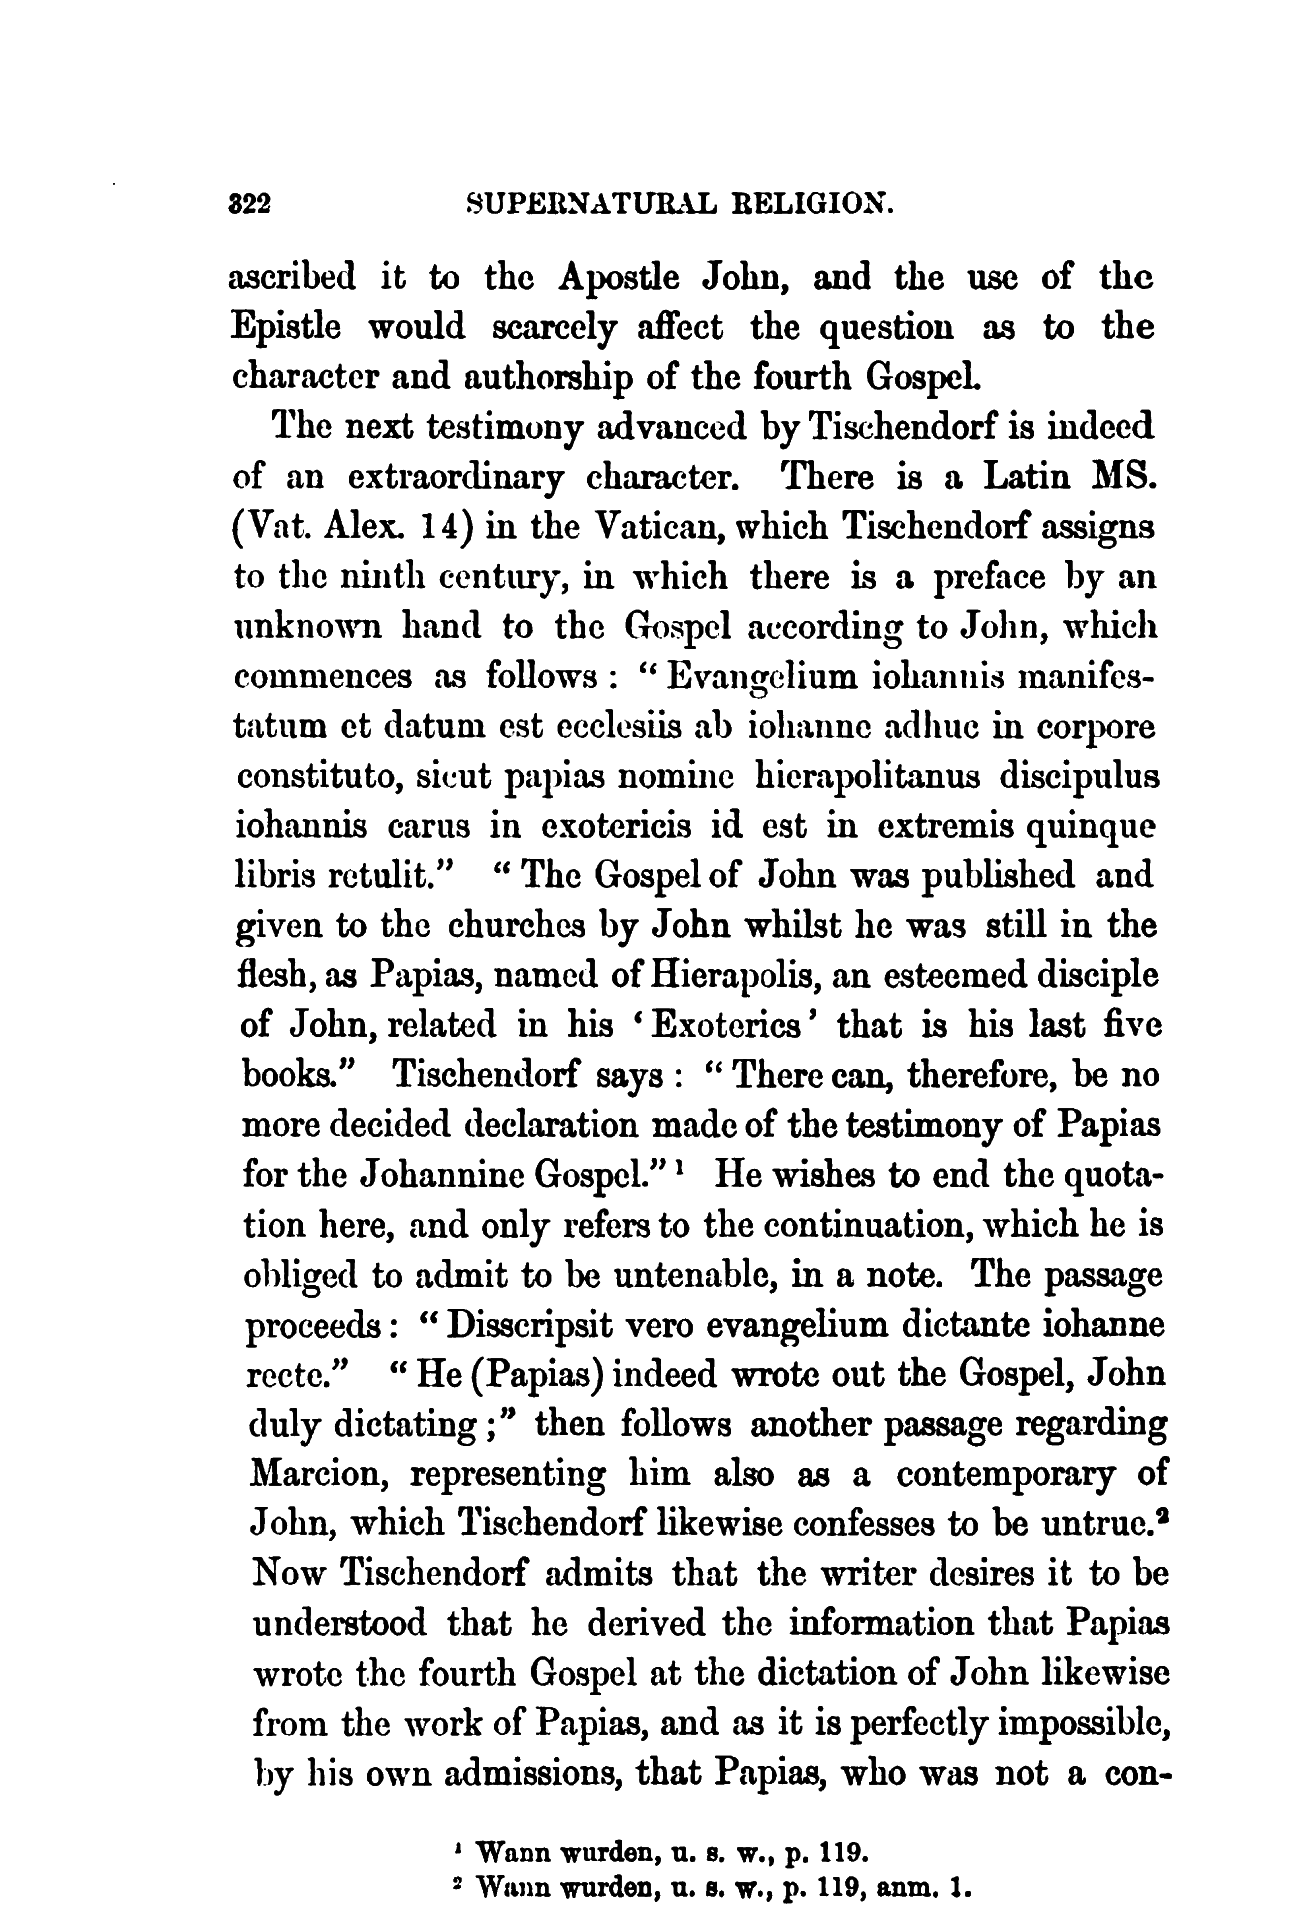 322 SUPERNATURAL RELIGION.
ascribed it to the Apostle John, and the use of the
Epistle would scarcely affect the question as to the
character and authorship of the fourth Gospel.
The next testimony advanced by Tischendorf is indeed
of an extraordinary character. There is a Latin MS.
(Vat. Alex. 14) in the Vatican, which Tischendorf assigns
to the ninth century, in which there is a preface by an
unknown hand to the Gospel according to John, which
commences as follows : “ Evangelium iohannis manifes-
tatum et datum est ecclesiis ab iohanne adhuc in corpore
constituto, sicut papias nomine hierapolitanus discipulus
iohannis carus in exotericis id est in extremis quinque
libris retulit.” “ The Gospel of John was published and
given to the churches by John whilst he was still in the
flesh, as Papias, named of Hierapolis, an esteemed disciple
of John, related in his ‘ Exoterics ’ that is his last five
books.” Tischendorf says : “ There can, therefore, be no
more decided declaration made of the testimony of Papias
for the Johannine Gospel.” ¹ He wishes to end the quota-
tion here, and only refers to the continuation, which he is
obliged to admit to be untenable, in a note. The passage
proceeds : “ Disscripsit vero evangelium dictante iohanne
recte.” “ He (Papias) indeed wrote out the Gospel, John
duly dictating ;” then follows another passage regarding
Marcion, representing him also as a contemporary of
John, which Tischendorf likewise confesses to be untrue.²
Now Tischendorf admits that the writer desires it to be
understood that he derived the information that Papias
wrote the fourth Gospel at the dictation of John likewise
from the work of Papias, and as it is perfectly impossible,
by his own admissions, that Papias, who was not a con-
¹ Wann wurden, u. s. w., p. 119.
² Wann wurden, u. s. w., p. 119, anm. 1.